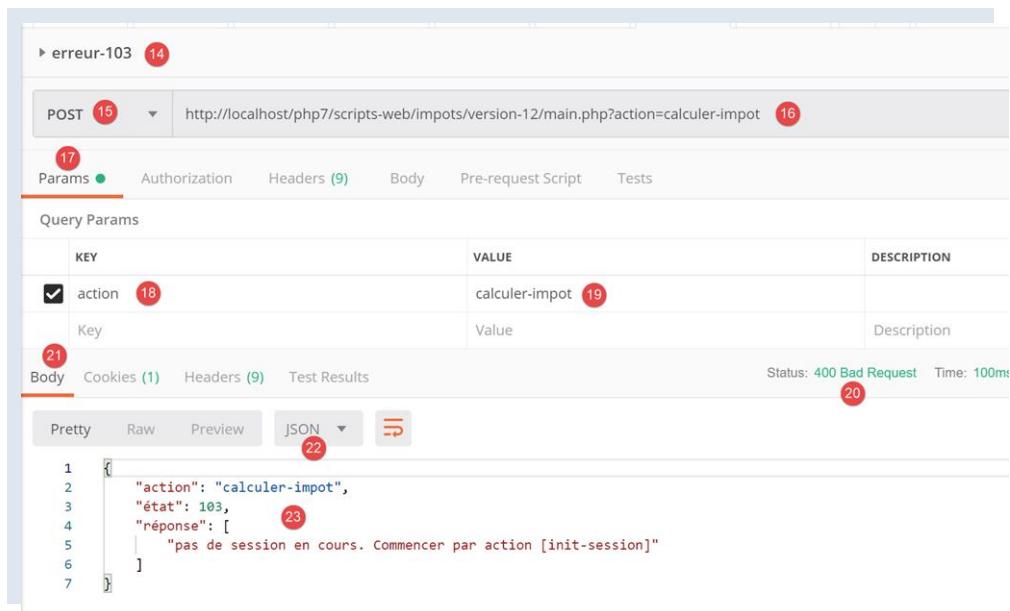 erreur-103 14
POST 15 http://localhost/php7/scripts-web/impots/version-12/main.php?action=calculer-impot 16
17
Params Authorization Headers (9) Body Pre-request Script Tests
Query Params
KEY VALUE DESCRIPTION
action 18 calculer-impot 19
Key Value Description
21
Body Cookies (1) Headers (9) Test Results Status: 400 Bad Request Time: 100ms
20
Pretty Raw Preview JSON
22
1 {
2 "action": "calculer-impot",
3 "état": 103,
23
4 "réponse": [
5 "pas de session en cours. Commencer par action [init-session]"
6 ]
7 }